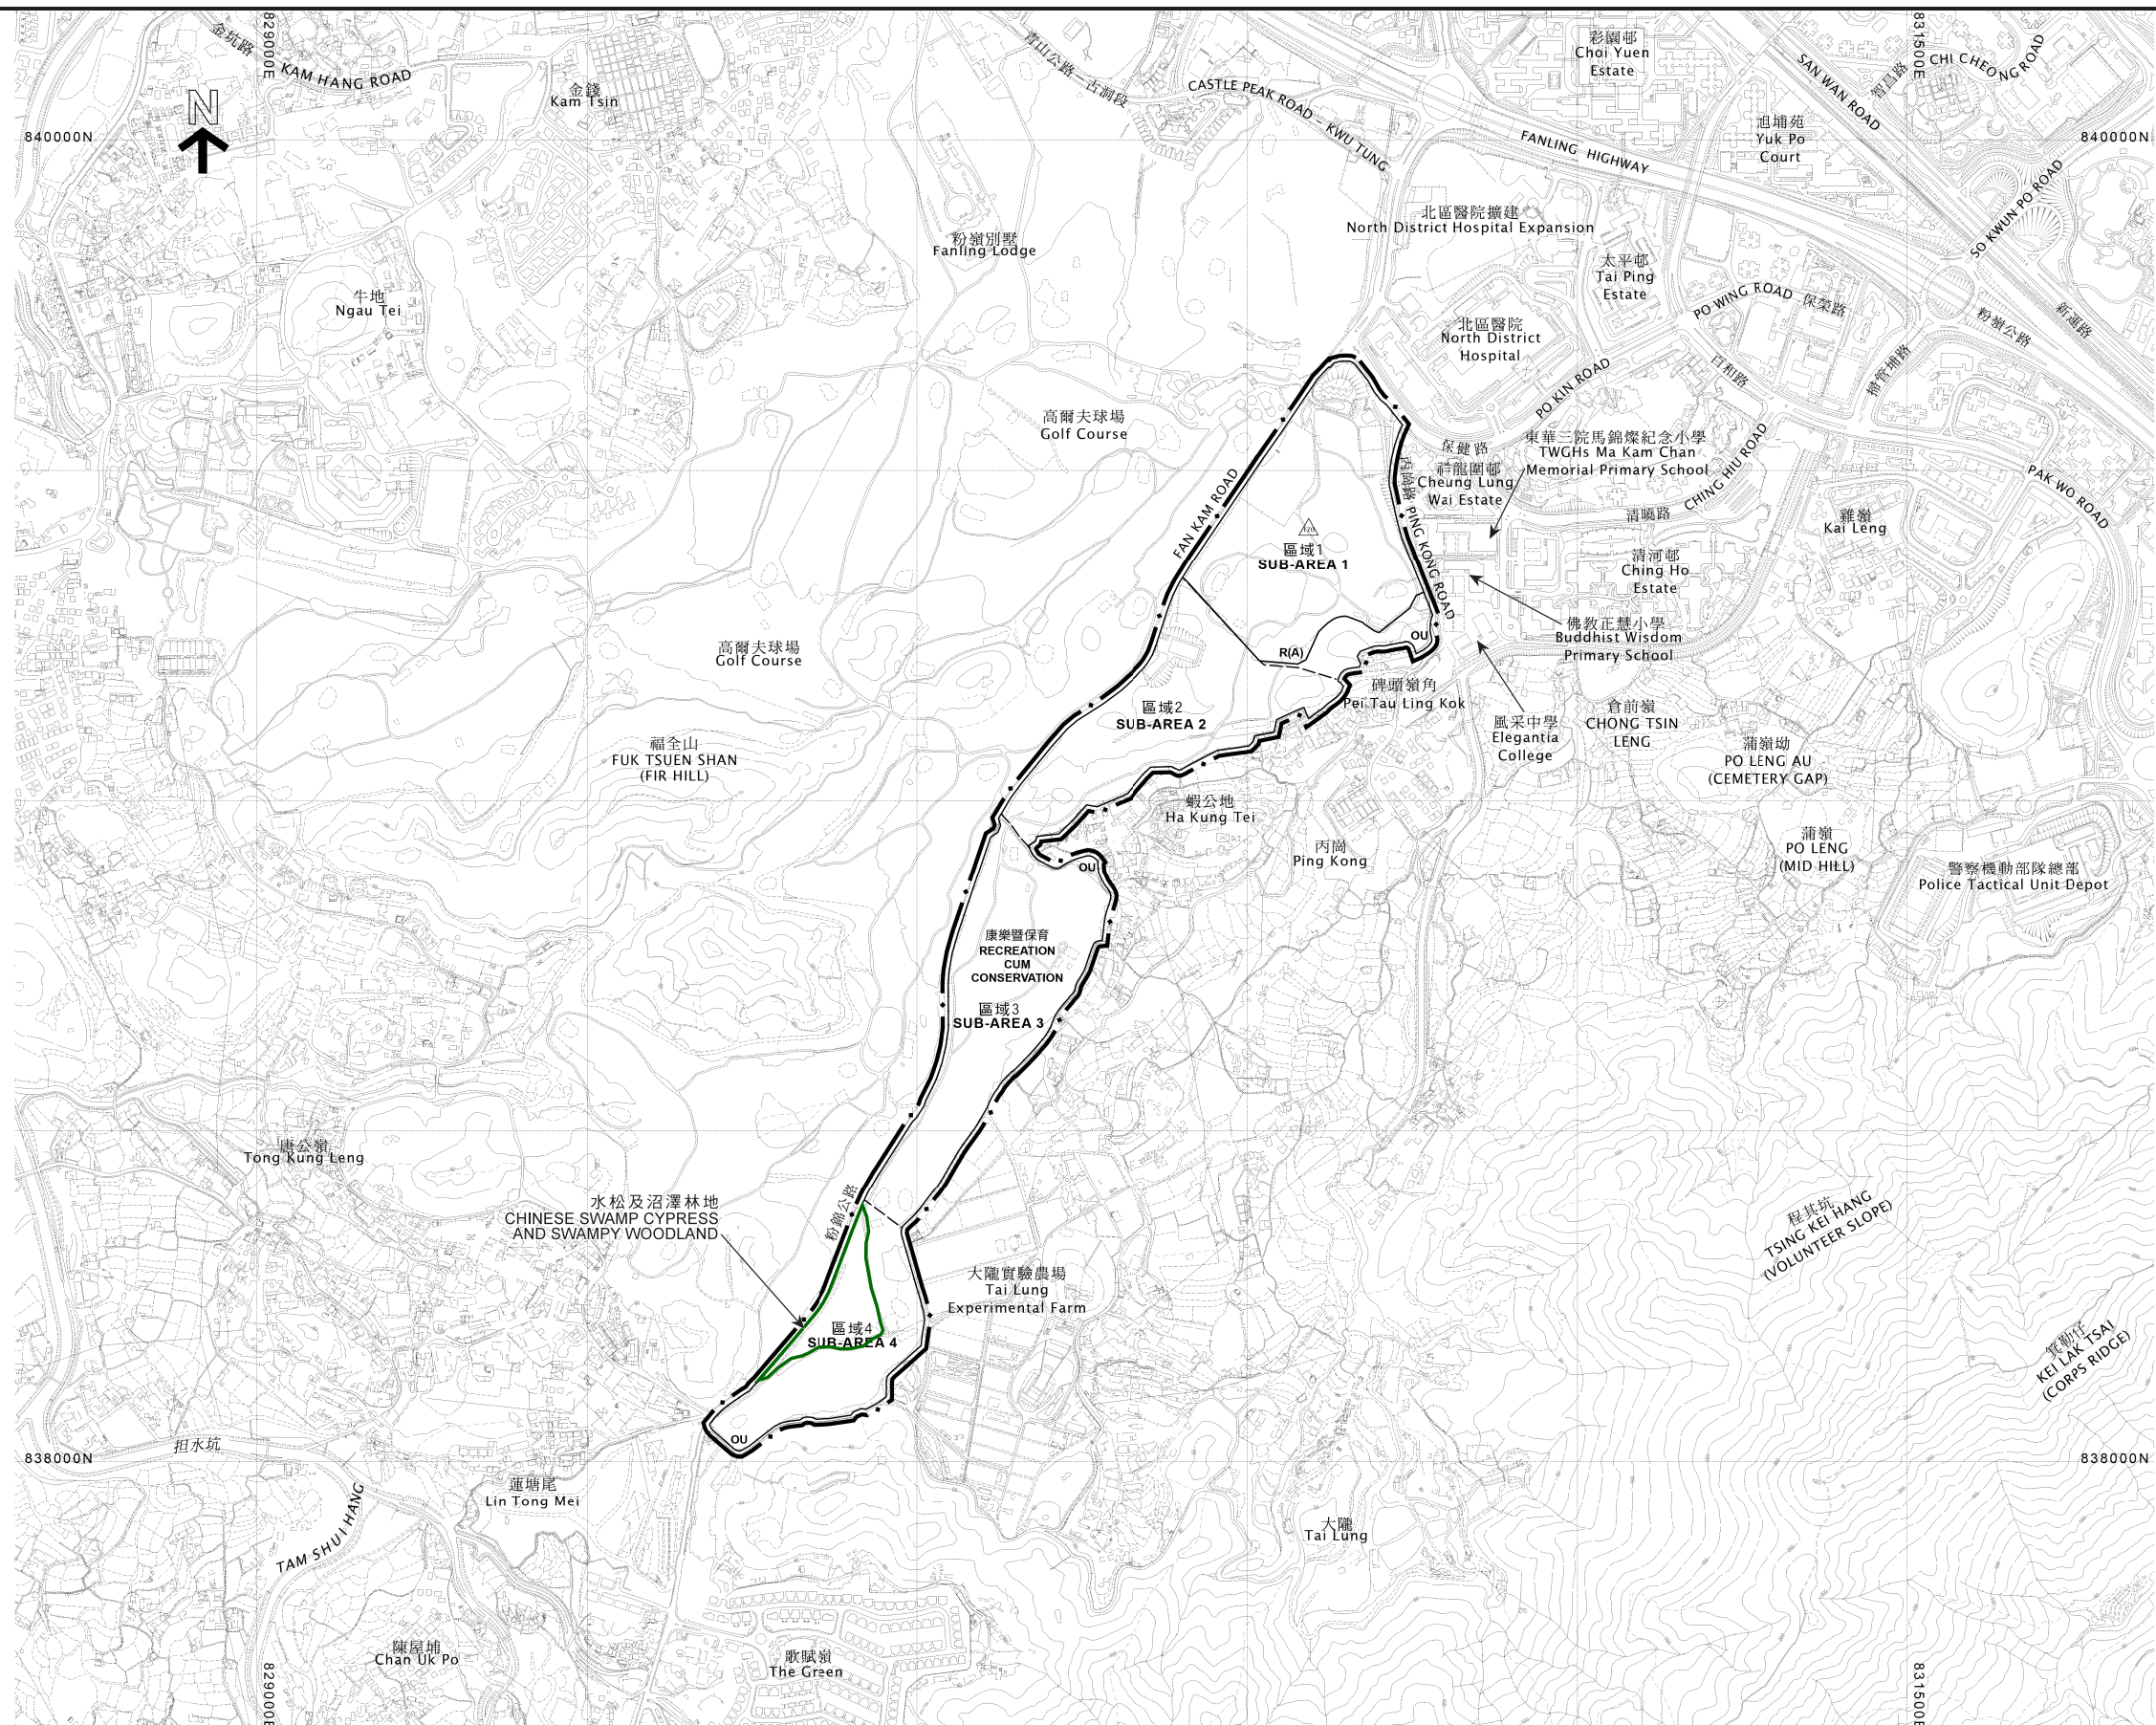 829000E
831500E
金坑路
KAM HANG ROAD
金錢
Kam Tsin
青山公路－古洞段
CASTLE PEAK ROAD - KWU TUNG
彩園邨
Choi Yuen
Estate
SAN WAN ROAD
智昌路
CHI CHEONG ROAD
N
840000N
840000N
FANLING HIGHWAY
旭埔苑
Yuk Po
Court
SO KWUN PO ROAD
北區醫院擴建
North District Hospital Expansion
粉嶺別墅
Fanling Lodge
太平邨
Tai Ping
Estate
牛地
Ngau Tei
PO WING ROAD
保榮路
新運路
粉嶺公路
北區醫院
North District
Hospital
百和路
掃管埔路
PO KIN ROAD
高爾夫球場
Golf Course
保健路
東華三院馬錦燦紀念小學
TWGHs Ma Kam Chan
Memorial Primary School
祥龍圍邨
Cheung Lung
Wai Estate
丙崗路
PING KONG ROAD
CHING HIU ROAD
清曉路
PAK WO ROAD
雞嶺
Kai Leng
FAN KAM ROAD
120
區域1
SUB-AREA 1
清河邨
Ching Ho
Estate
佛教正慧小學
Buddhist Wisdom
Primary School
OU
R(A)
高爾夫球場
Golf Course
碑頭嶺角
Pei Tau Ling Kok
區域2
SUB-AREA 2
風采中學
Elegantia
College
倉前嶺
CHONG TSIN
LENG
蒲嶺坳
PO LENG AU
(CEMETERY GAP)
福全山
FUK TSUEN SHAN
(FIR HILL)
蝦公地
Ha Kung Tei
丙崗
Ping Kong
蒲嶺
PO LENG
(MID HILL)
警察機動部隊總部
Police Tactical Unit Depot
OU
康樂暨保育
RECREATION
CUM
CONSERVATION
區域3
SUB-AREA 3
唐公嶺
Tong Kung Leng
水松及沼澤林地
CHINESE SWAMP CYPRESS
AND SWAMPY WOODLAND
粉錦公路
程其坑
TSING KEI HANG
(VOLUNTEER SLOPE)
大隴實驗農場
Tai Lung
Experimental Farm
區域4
SUB-AREA 4
箕勒仔
KEI LAK TSAI
(CORPS RIDGE)
OU
担水坑
838000N
838000N
蓮塘尾
Lin Tong Mei
TAM SHUI HANG
大隴
Tai Lung
陳屋埔
Chan Uk Po
歌賦嶺
The Green
829000E
831500E